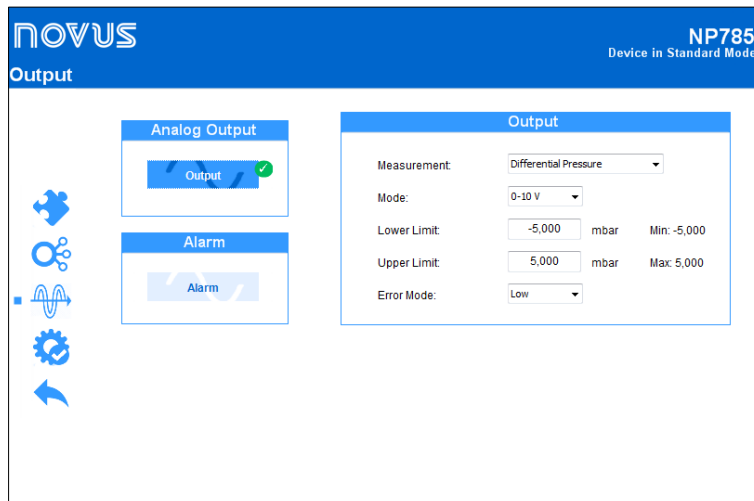 novus
NP785
Device in Standard Mode
Output
Analog Output
Output
Alarm
Alarm
Output
Measurement: Differential Pressure
Mode: 0-10 V
Lower Limit: -5,000 mbar Min: -5,000
Upper Limit: 5,000 mbar Max: 5,000
Error Mode: Low